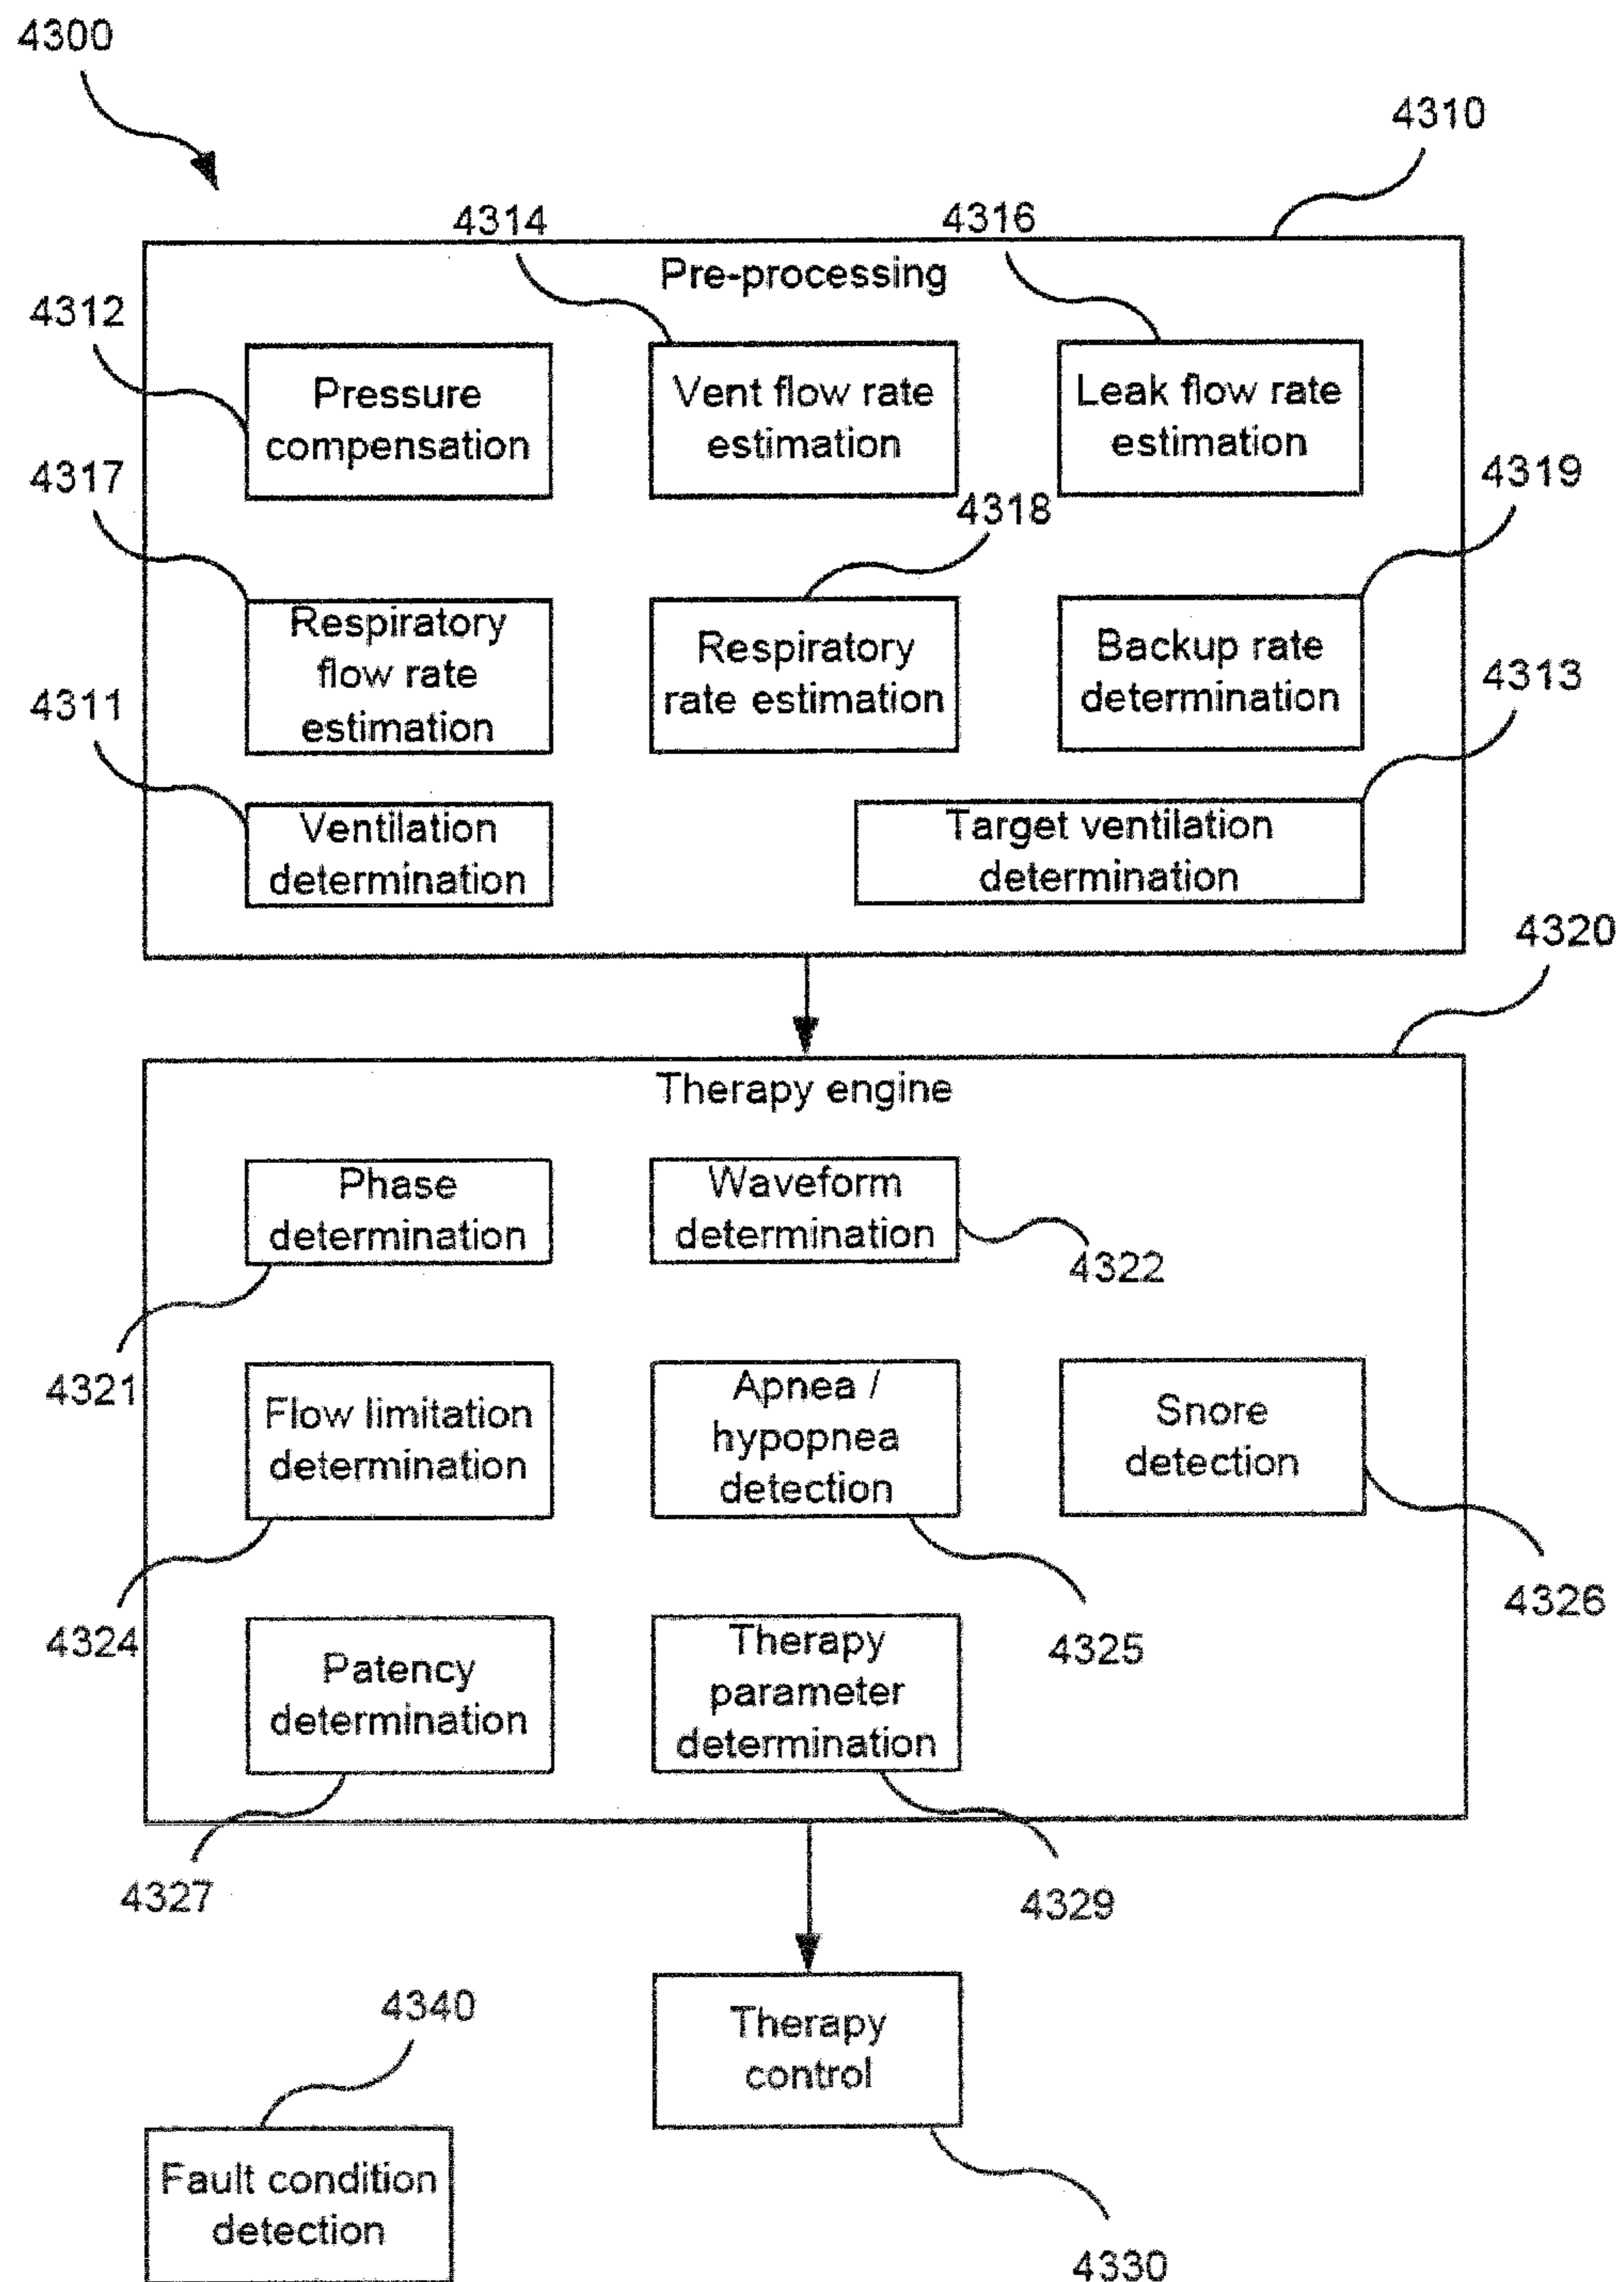 4300
4310
4314
4316
Pre-processing
4312
Pressure
compensation
Vent flow rate
estimation
Leak flow rate
estimation
4317
4318
4319
Respiratory
flow rate
estimation
Respiratory
rate estimation
Backup rate
determination
4311
4313
Ventilation
determination
Target ventilation
determination
4320
Therapy engine
Phase
determination
Waveform
determination
4322
4321
Flow limitation
determination
Apnea /
hypopnea
detection
Snore
detection
4326
4324
4325
Patency
determination
Therapy
parameter
determination
4327
4329
4340
Therapy
control
Fault condition
detection
4330